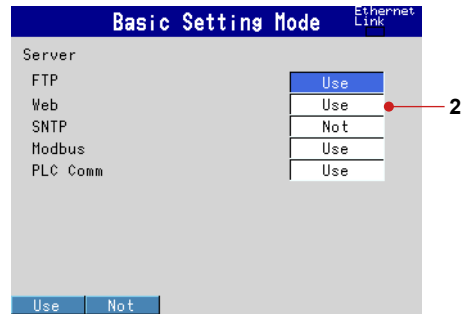 Basic Setting Mode
Ethernet
Link
Server
FTP Use
Web Use
2
SNTP Not
Modbus Use
PLC Comm Use
Use Not